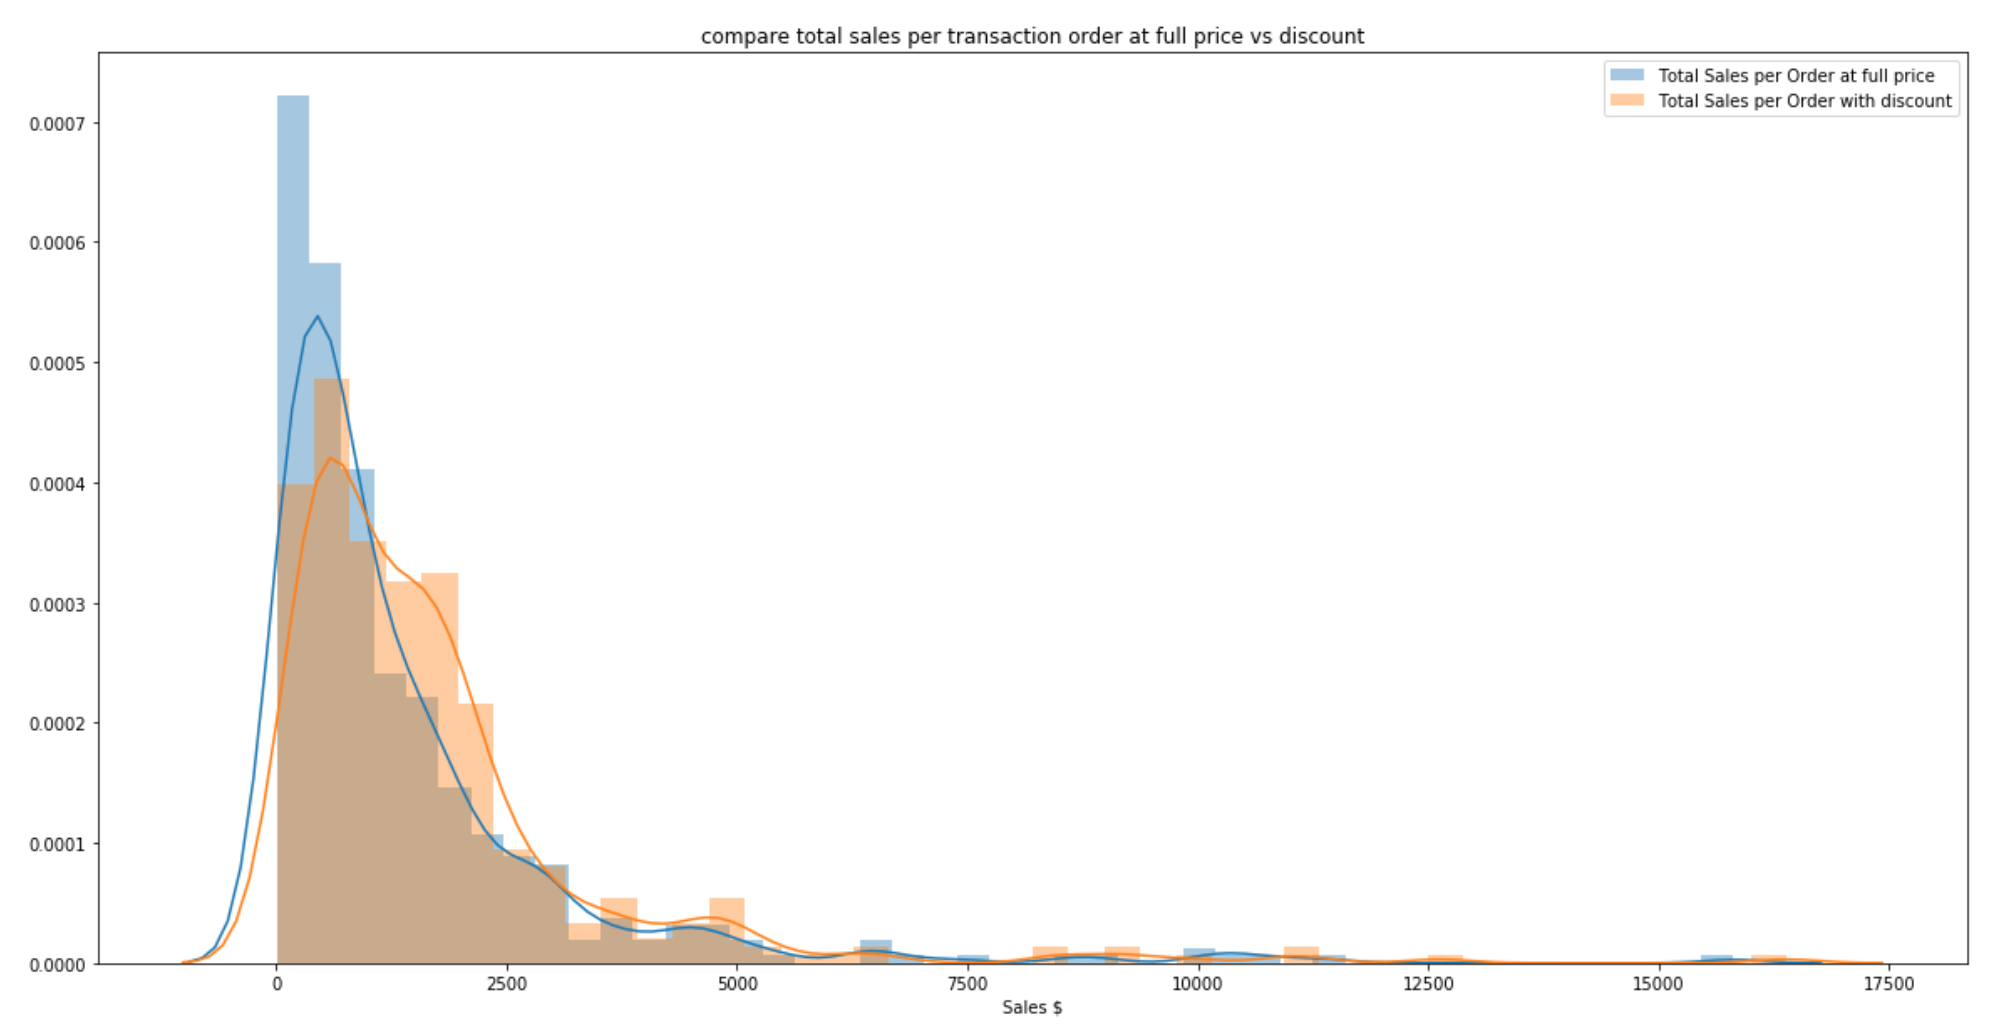 compare total sales per transaction order at full price vs discount
Total Sales per Order at full price
Total Sales per Order with discount
0.0007
0.0006
0.0005
0.0004
0.0003
0.0002
0.0001
0.0000
0 2500 5000 7500 10000 12500 15000 17500
Sales $